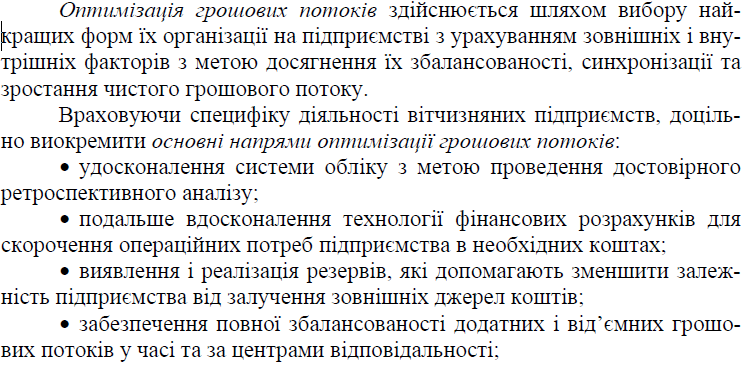 Оптимізація грошових потоків здійснюється шляхом вибору най-
кращих форм їх організації на підприємстві з урахуванням зовнішніх і вну-
трішніх факторів з метою досягнення їх збалансованості, синхронізації та
зростання чистого грошового потоку.
Враховуючи специфіку діяльності вітчизняних підприємств, доціль-
но виокремити основні напрями оптимізації грошових потоків:
• удосконалення системи обліку з метою проведення достовірного
ретроспективного аналізу;
• подальше вдосконалення технології фінансових розрахунків для
скорочення операційних потреб підприємства в необхідних коштах;
• виявлення і реалізація резервів, які допомагають зменшити залеж-
ність підприємства від залучення зовнішніх джерел коштів;
• забезпечення повної збалансованості додатних і від’ємних грошо-
вих потоків у часі та за центрами відповідальності;